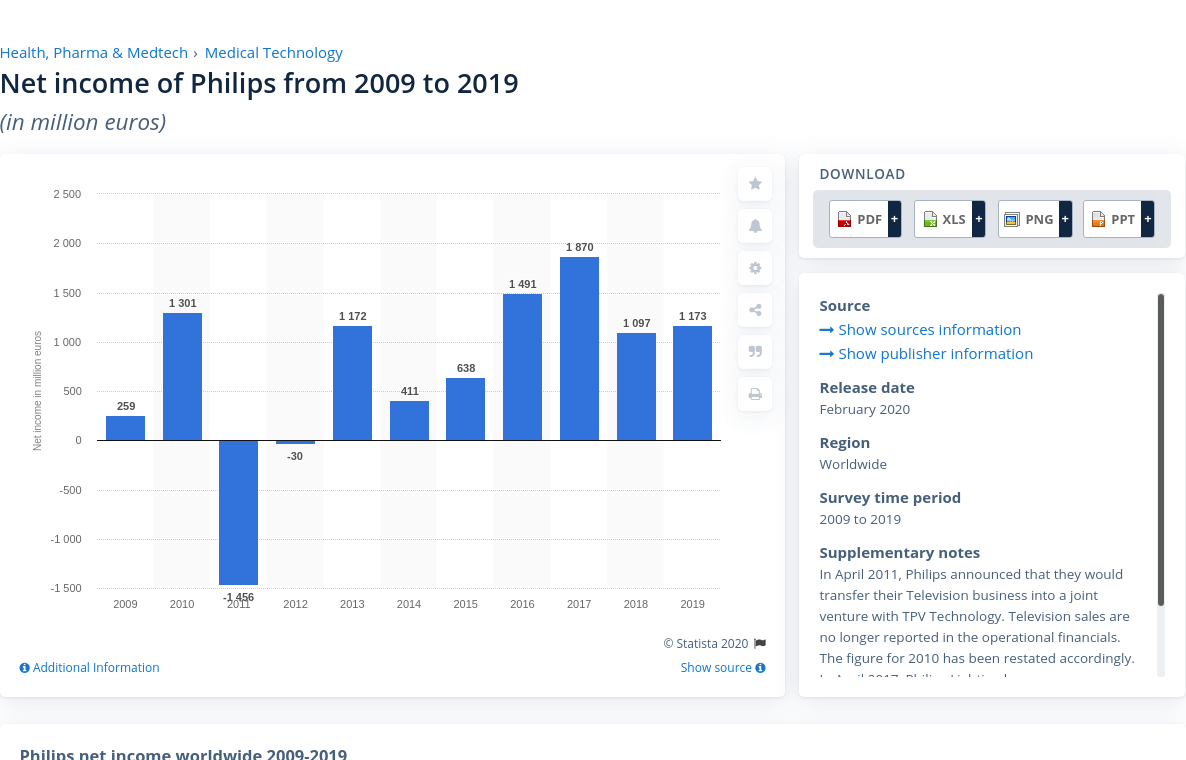 Health, Pharma & Medtech › Medical Technology
Net income of Philips from 2009 to 2019
(in million euros)
2 500
2 000
1 500
1 000
500
0
-500
-1 000
-1 500
Net income in million euros
259
1 301
-1 456
-30
1 172
411
638
1 491
1 870
1 097
1 173
2009
2010
2011
2012
2013
2014
2015
2016
2017
2018
2019
© Statista 2020
Additional Information
Show source
DOWNLOAD
PDF +
XLS +
PNG +
PPT +
Source
Show sources information
Show publisher information
Release date
February 2020
Region
Worldwide
Survey time period
2009 to 2019
Supplementary notes
In April 2011, Philips announced that they would
transfer their Television business into a joint
venture with TPV Technology. Television sales are
no longer reported in the operational financials.
The figure for 2010 has been restated accordingly.
Philips net income worldwide 2009-2019